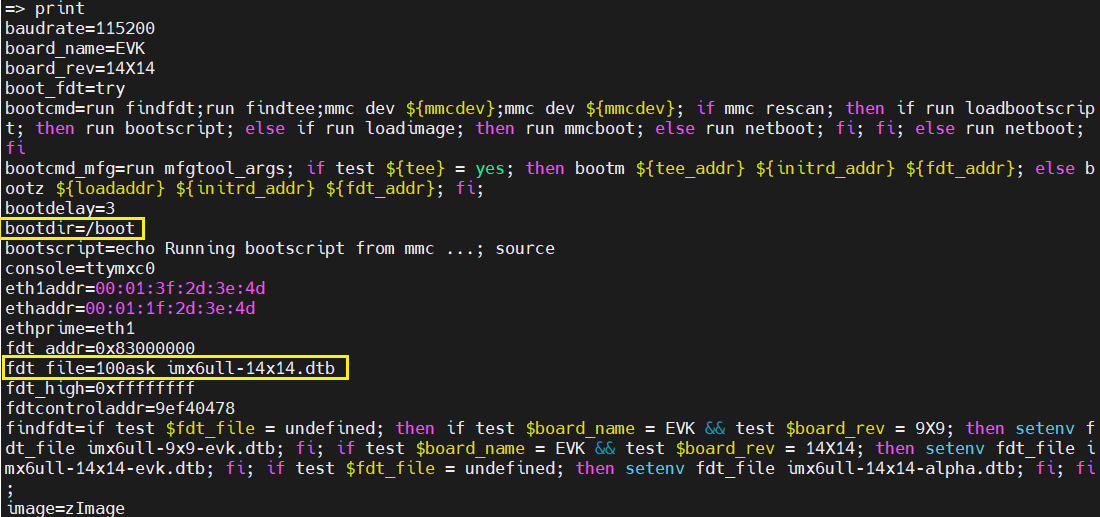 => print
baudrate=115200
board_name=EVK
board_rev=14X14
boot_fdt=try
bootcmd=run findfdt;run findtee;mmc dev ${mmcdev};mmc dev ${mmcdev}; if mmc rescan; then if run loadbootscrip
t; then run bootscript; else if run loadimage; then run mmcboot; else run netboot; fi; fi; else run netboot;
fi
bootcmd_mfg=run mfgtool_args; if test ${tee} = yes; then bootm ${tee_addr} ${initrd_addr} ${fdt_addr}; else b
ootz ${loadaddr} ${initrd_addr} ${fdt_addr}; fi;
bootdelay=3
bootdir=/boot
bootscript=echo Running bootscript from mmc ...; source
console=ttymxc0
eth1addr=00:01:3f:2d:3e:4d
ethaddr=00:01:1f:2d:3e:4d
ethprime=eth1
fdt_addr=0x83000000
fdt_file=100ask_imx6ull-14x14.dtb
fdt_high=0xffffffff
fdtcontroladdr=9ef40478
findfdt=if test $fdt_file = undefined; then if test $board_name = EVK && test $board_rev = 9X9; then setenv f
dt_file imx6ull-9x9-evk.dtb; fi; if test $board_name = EVK && test $board_rev = 14X14; then setenv fdt_file i
mx6ull-14x14-evk.dtb; fi; if test $fdt_file = undefined; then setenv fdt_file imx6ull-14x14-alpha.dtb; fi; fi
;
image=zImage